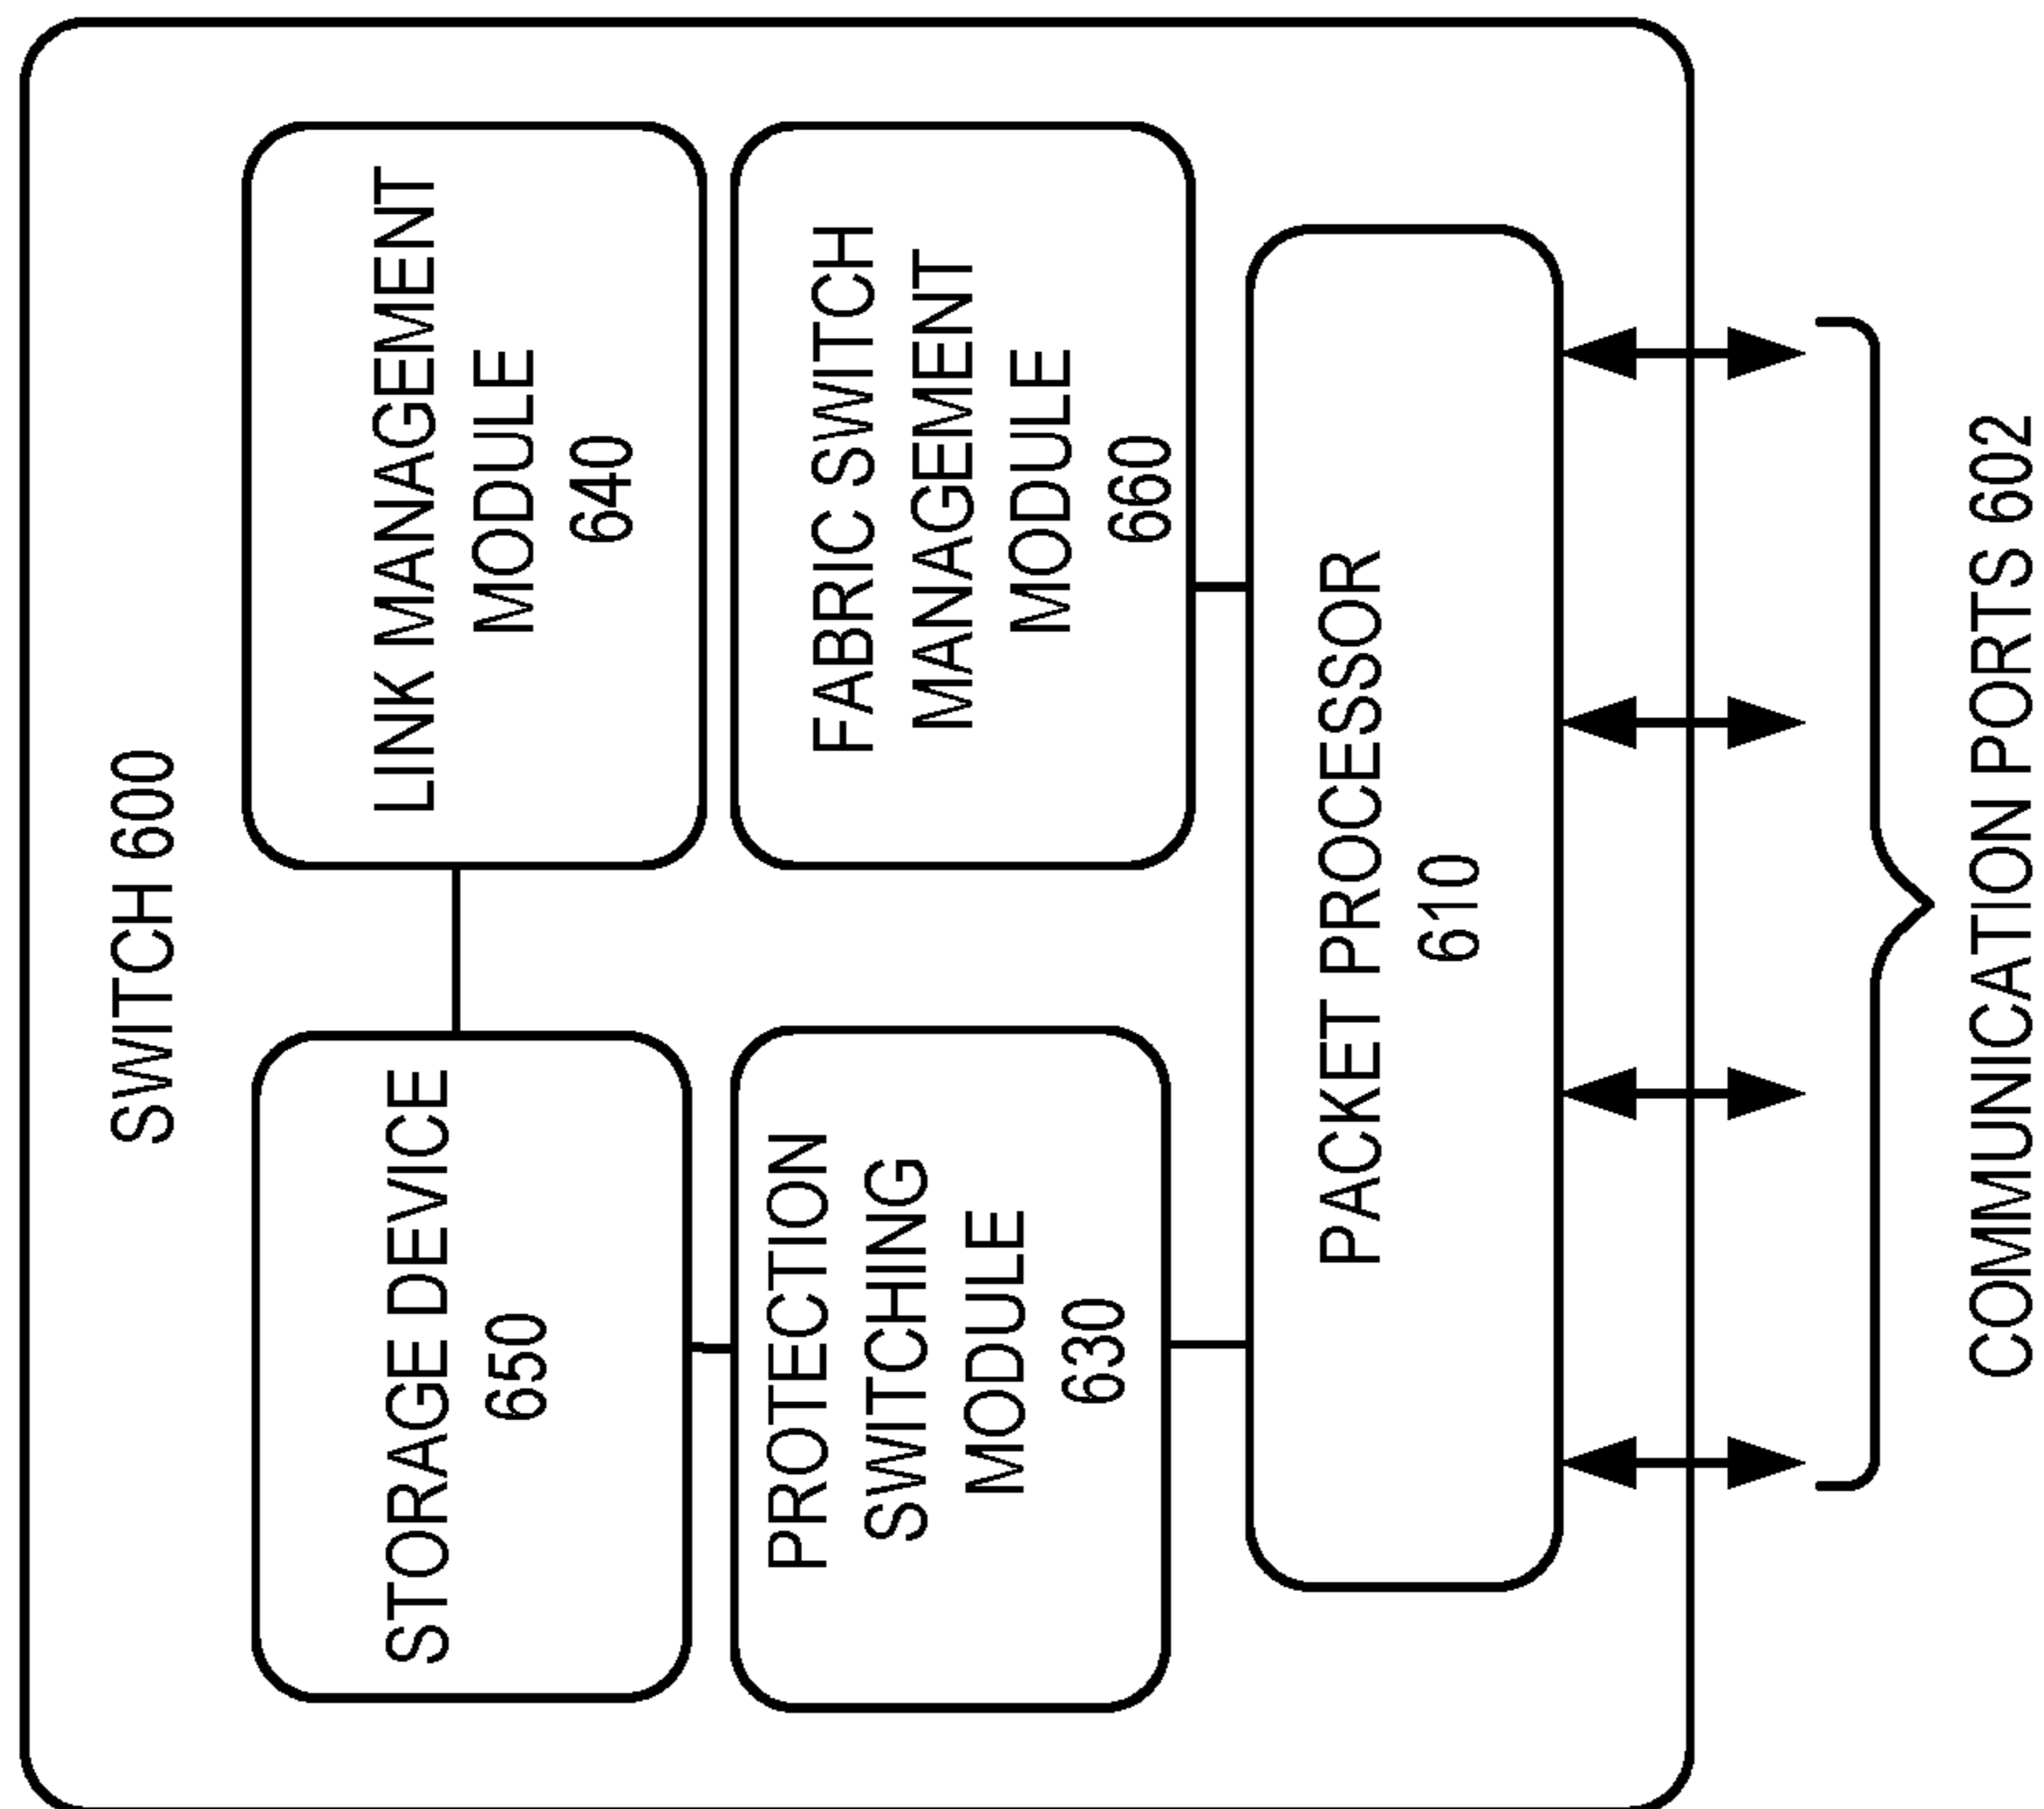 SWITCH 600
STORAGE DEVICE
650
LINK MANAGEMENT
MODULE
640
PROTECTION
SWITCHING
MODULE
630
FABRIC SWITCH
MANAGEMENT
MODULE
660
PACKET PROCESSOR
610
COMMUNICATION PORTS 602